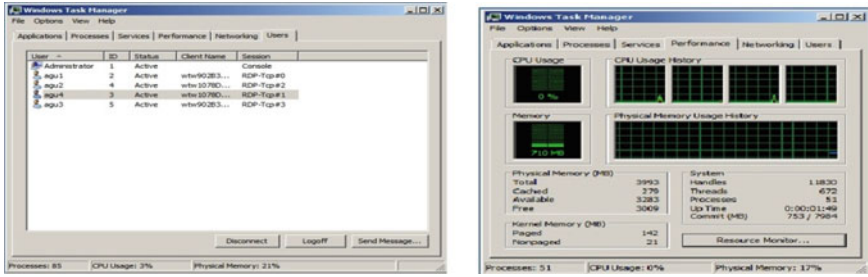 Windows Task Manager
File Options View Help
Applications Processes Services Performance Networking Users
User ID Status Client Name Session
Administrator 1 Active Console
agu1 2 Active wtw902B3... RDP-Tcp#0
agu2 4 Active wtw1078D... RDP-Tcp#2
agu4 3 Active wtw1078D... RDP-Tcp#1
agu3 5 Active wtw902B3... RDP-Tcp#3
Disconnect Logoff Send Message...
Processes: 85 CPU Usage: 3% Physical Memory: 21%
Windows Task Manager
File Options View Help
Applications Processes Services Performance Networking Users
CPU Usage CPU Usage History
0 %
Memory Physical Memory Usage History
710 MB
Physical Memory (MB) System
Total 3993 Handles 11830
Cached 279 Threads 672
Available 3283 Processes 51
Free 3009 Up Time 0:00:01:49
Commit (MB) 753 / 7984
Kernel Memory (MB)
Paged 142
Nonpaged 21
Resource Monitor...
Processes: 51 CPU Usage: 0% Physical Memory: 17%